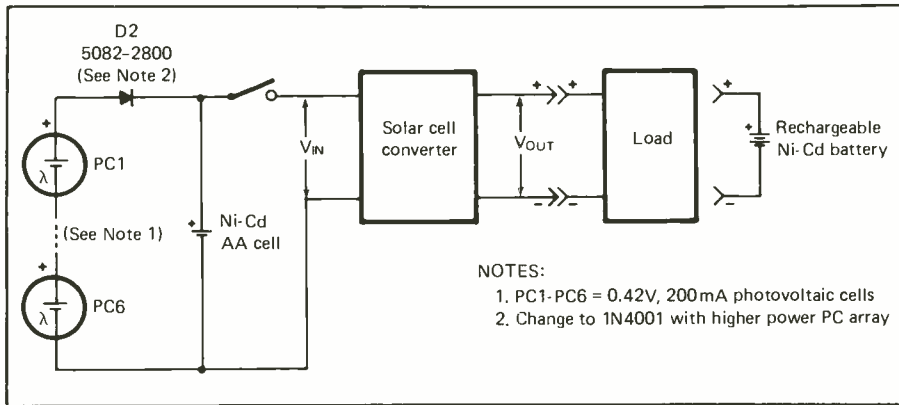 D2
5082-2800
(See Note 2)
+
PC1
λ
(See Note 1)
+
PC6
λ
+
Ni-Cd
AA cell
VIN
Solar cell
converter
+ +
VOUT
- -
Load
+
+
-
Rechargeable
Ni-Cd battery
NOTES:
1. PC1-PC6 = 0.42V, 200mA photovoltaic cells
2. Change to 1N4001 with higher power PC array